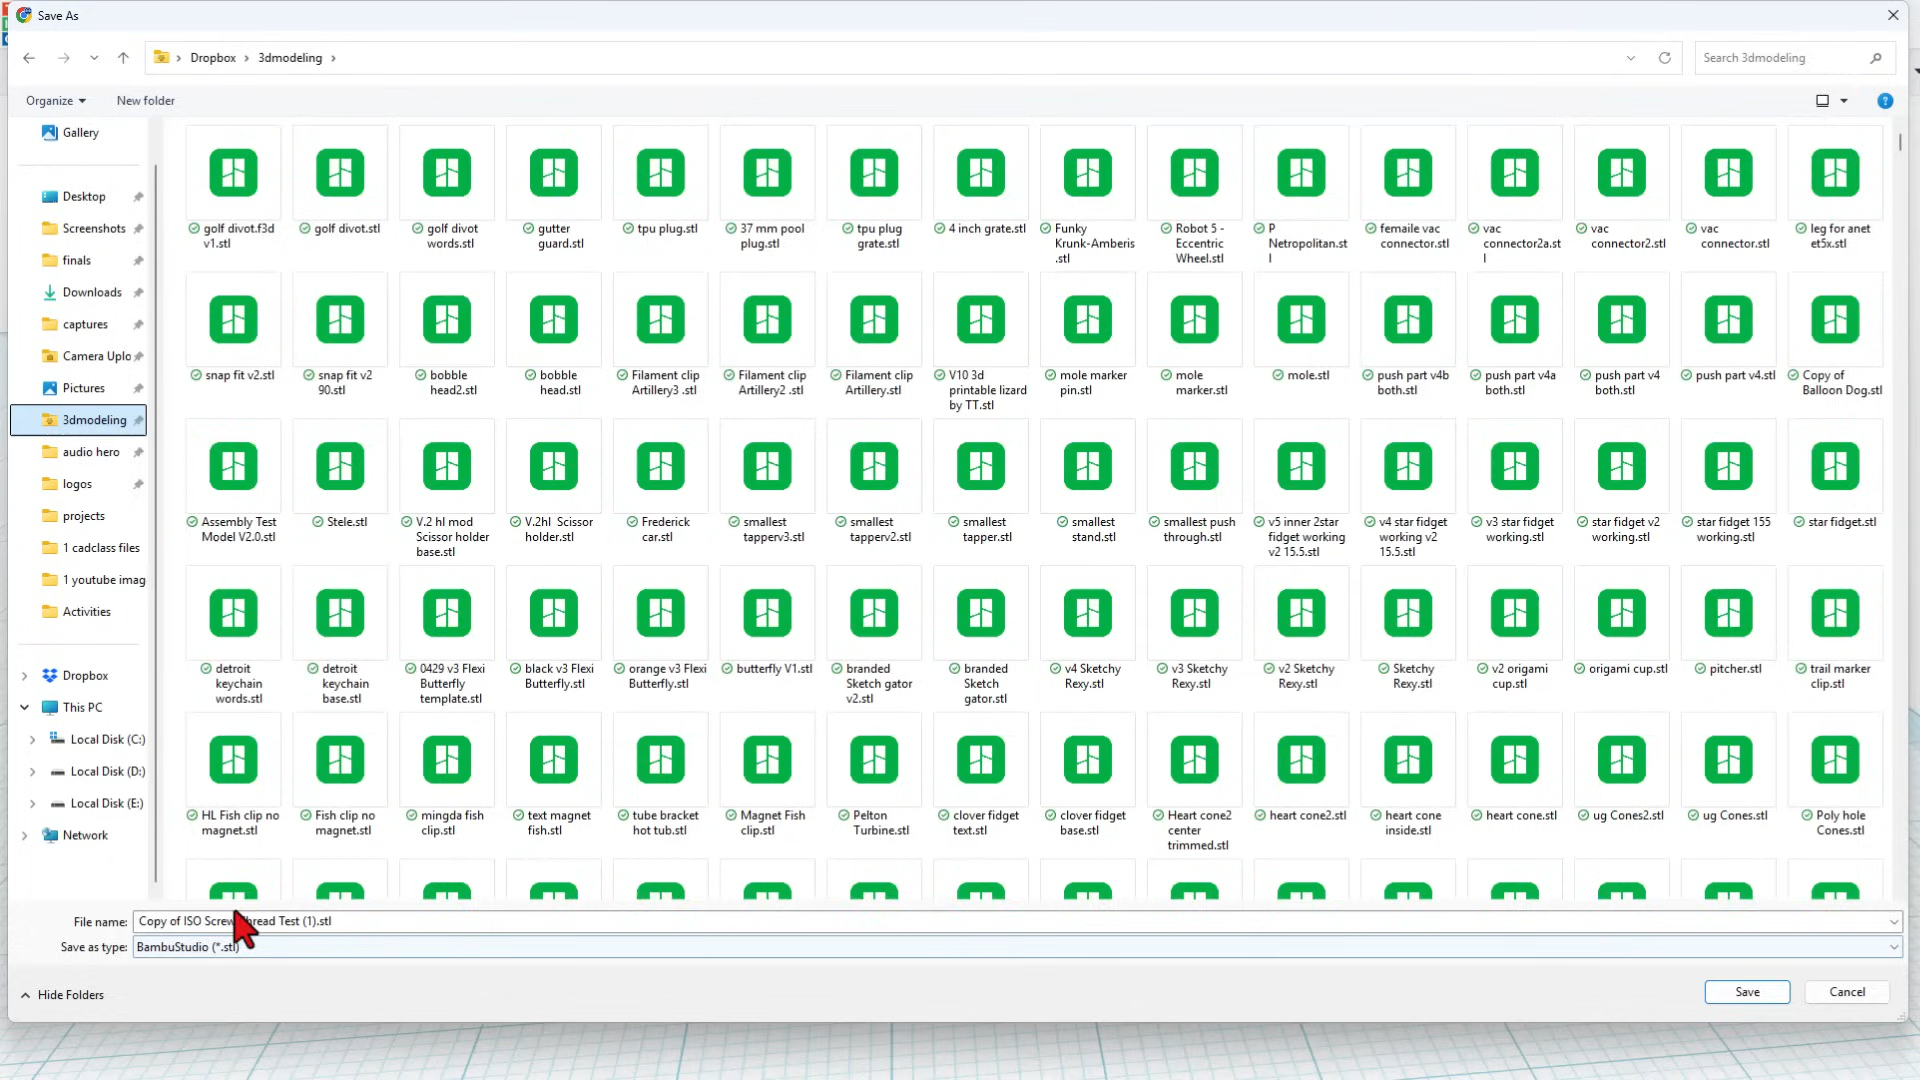 Save As
Dropbox
3dmodeling
Search 3dmodeling
Organize
New folder
Gallery
Desktop
Screenshots
finals
Downloads
captures
Camera Uplo
Pictures
3dmodeling
audio hero
logos
projects
1 cadclass files
1 youtube imag
Activities
Dropbox
This PC
Local Disk (C:)
Local Disk (D:)
Local Disk (E:)
Network
golf divot.f3d
v1.stl
golf divot.stl
golf divot
words.stl
gutter
guard.stl
tpu plug.stl
37 mm pool
plug.stl
tpu plug
grate.stl
4 inch grate.stl
Funky
Krunk-Amberis
.stl
Robot 5 -
Eccentric
Wheel.stl
P
Netropolitan.st
l
femaile vac
connector.stl
vac
connector2a.st
l
vac
connector2.stl
vac
connector.stl
leg for anet
et5x.stl
snap fit v2.stl
snap fit v2
90.stl
bobble
head2.stl
bobble
head.stl
Filament clip
Artillery3 .stl
Filament clip
Artillery2 .stl
Filament clip
Artillery.stl
V10 3d
printable lizard
by TT.stl
mole marker
pin.stl
mole
marker.stl
mole.stl
push part v4b
both.stl
push part v4a
both.stl
push part v4
both.stl
push part v4.stl
Copy of
Balloon Dog.stl
Assembly Test
Model V2.0.stl
Stele.stl
V.2 hl mod
Scissor holder
base.stl
V.2hl Scissor
holder.stl
Frederick
car.stl
smallest
tapperv3.stl
smallest
tapperv2.stl
smallest
tapper.stl
smallest
stand.stl
smallest push
through.stl
v5 inner 2star
fidget working
v2 15.5.stl
v4 star fidget
working v2
15.5.stl
v3 star fidget
working.stl
star fidget v2
working.stl
star fidget 155
working.stl
star fidget.stl
detroit
keychain
words.stl
detroit
keychain
base.stl
0429 v3 Flexi
Butterfly
template.stl
black v3 Flexi
Butterfly.stl
orange v3 Flexi
Butterfly.stl
butterfly V1.stl
branded
Sketch gator
v2.stl
branded
Sketch
gator.stl
v4 Sketchy
Rexy.stl
v3 Sketchy
Rexy.stl
v2 Sketchy
Rexy.stl
Sketchy
Rexy.stl
v2 origami
cup.stl
origami cup.stl
pitcher.stl
trail marker
clip.stl
HL Fish clip no
magnet.stl
Fish clip no
magnet.stl
mingda fish
clip.stl
text magnet
fish.stl
tube bracket
hot tub.stl
Magnet Fish
clip.stl
Pelton
Turbine.stl
clover fidget
text.stl
clover fidget
base.stl
Heart cone2
center
trimmed.stl
heart cone2.stl
heart cone
inside.stl
heart cone.stl
ug Cones2.stl
ug Cones.stl
Poly hole
Cones.stl
File name:
Copy of ISO Screw hread Test (1).stl
Save as type:
BambuStudio (*.stl)
Hide Folders
Save
Cancel